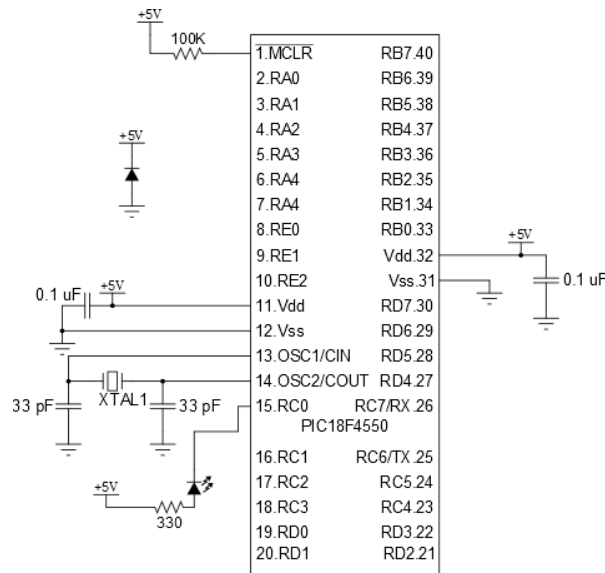 +5V
100K
1.MCLR RB7.40
2.RA0 RB6.39
3.RA1 RB5.38
4.RA2 RB4.37
+5V
5.RA3 RB3.36
6.RA4 RB2.35
7.RA4 RB1.34
8.RE0 RB0.33
9.RE1 Vdd.32
+5V
10.RE2 Vss.31
0.1 uF
0.1 uF
+5V
11.Vdd RD7.30
12.Vss RD6.29
13.OSC1/CIN RD5.28
14.OSC2/COUT RD4.27
33 pF
XTAL1
33 pF
15.RC0 RC7/RX.26
PIC18F4550
16.RC1 RC6/TX.25
17.RC2 RC5.24
+5V
330
18.RC3 RC4.23
19.RD0 RD3.22
20.RD1 RD2.21